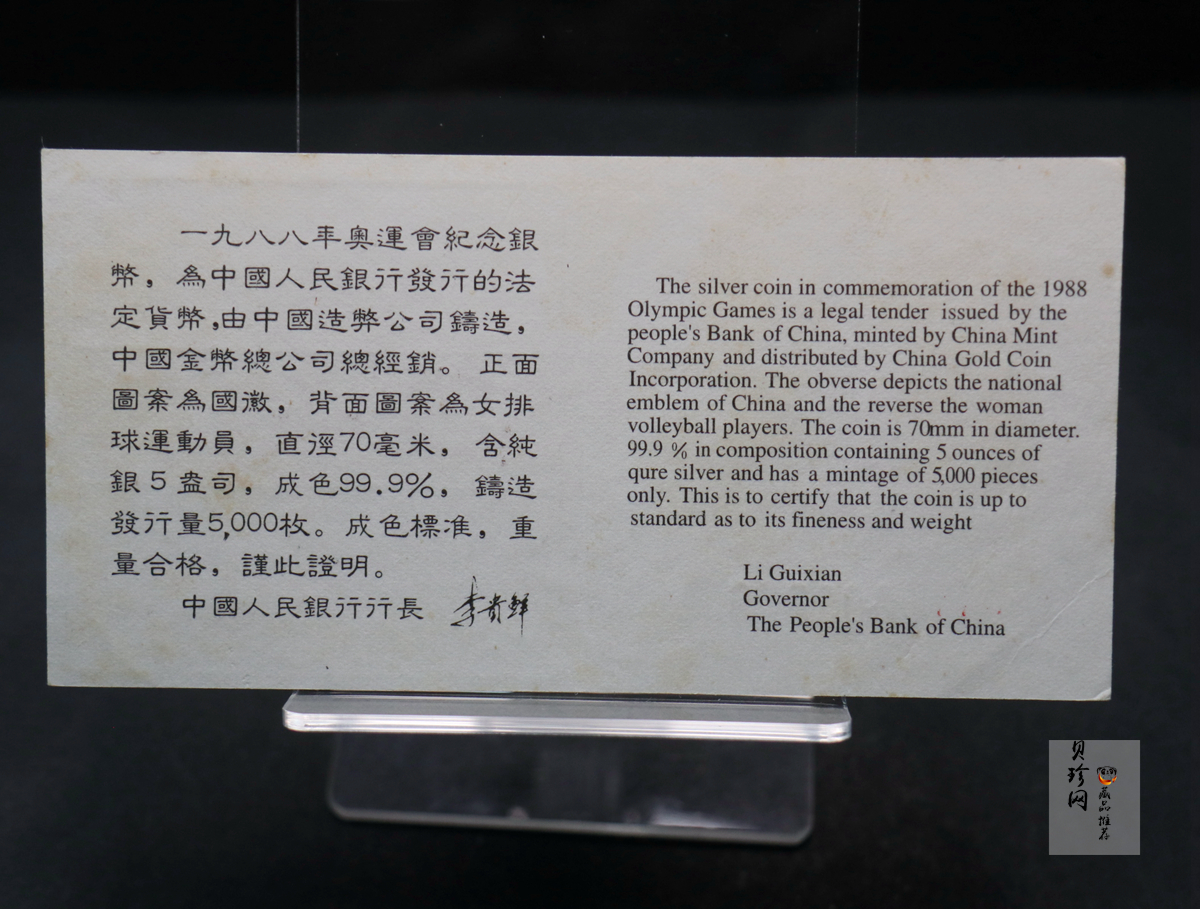 一九八八年奧運會紀念銀
幣，為中國人民銀行發行的法
定貨幣,由中國造幣公司鑄造，
中國金幣總公司總經銷。正面
圖案為國徽，背面圖案為女排
球運動員，直徑70毫米，含純
銀5盎司，成色99.9%，鑄造
發行量5,000枚。成色標准，重
量合格，謹此證明。
中國人民銀行行長 李貴鮮
The silver coin in commemoration of the 1988
Olympic Games is a legal tender issued by the
people's Bank of China, minted by China Mint
Company and distributed by China Gold Coin
Incorporation. The obverse depicts the national
emblem of China and the reverse the woman
volleyball players. The coin is 70mm in diameter.
99.9 % in composition containing 5 ounces of
qure silver and has a mintage of 5,000 pieces
only. This is to certify that the coin is up to
standard as to its fineness and weight
Li Guixian
Governor
The People's Bank of China
贝珍网
藏品推荐